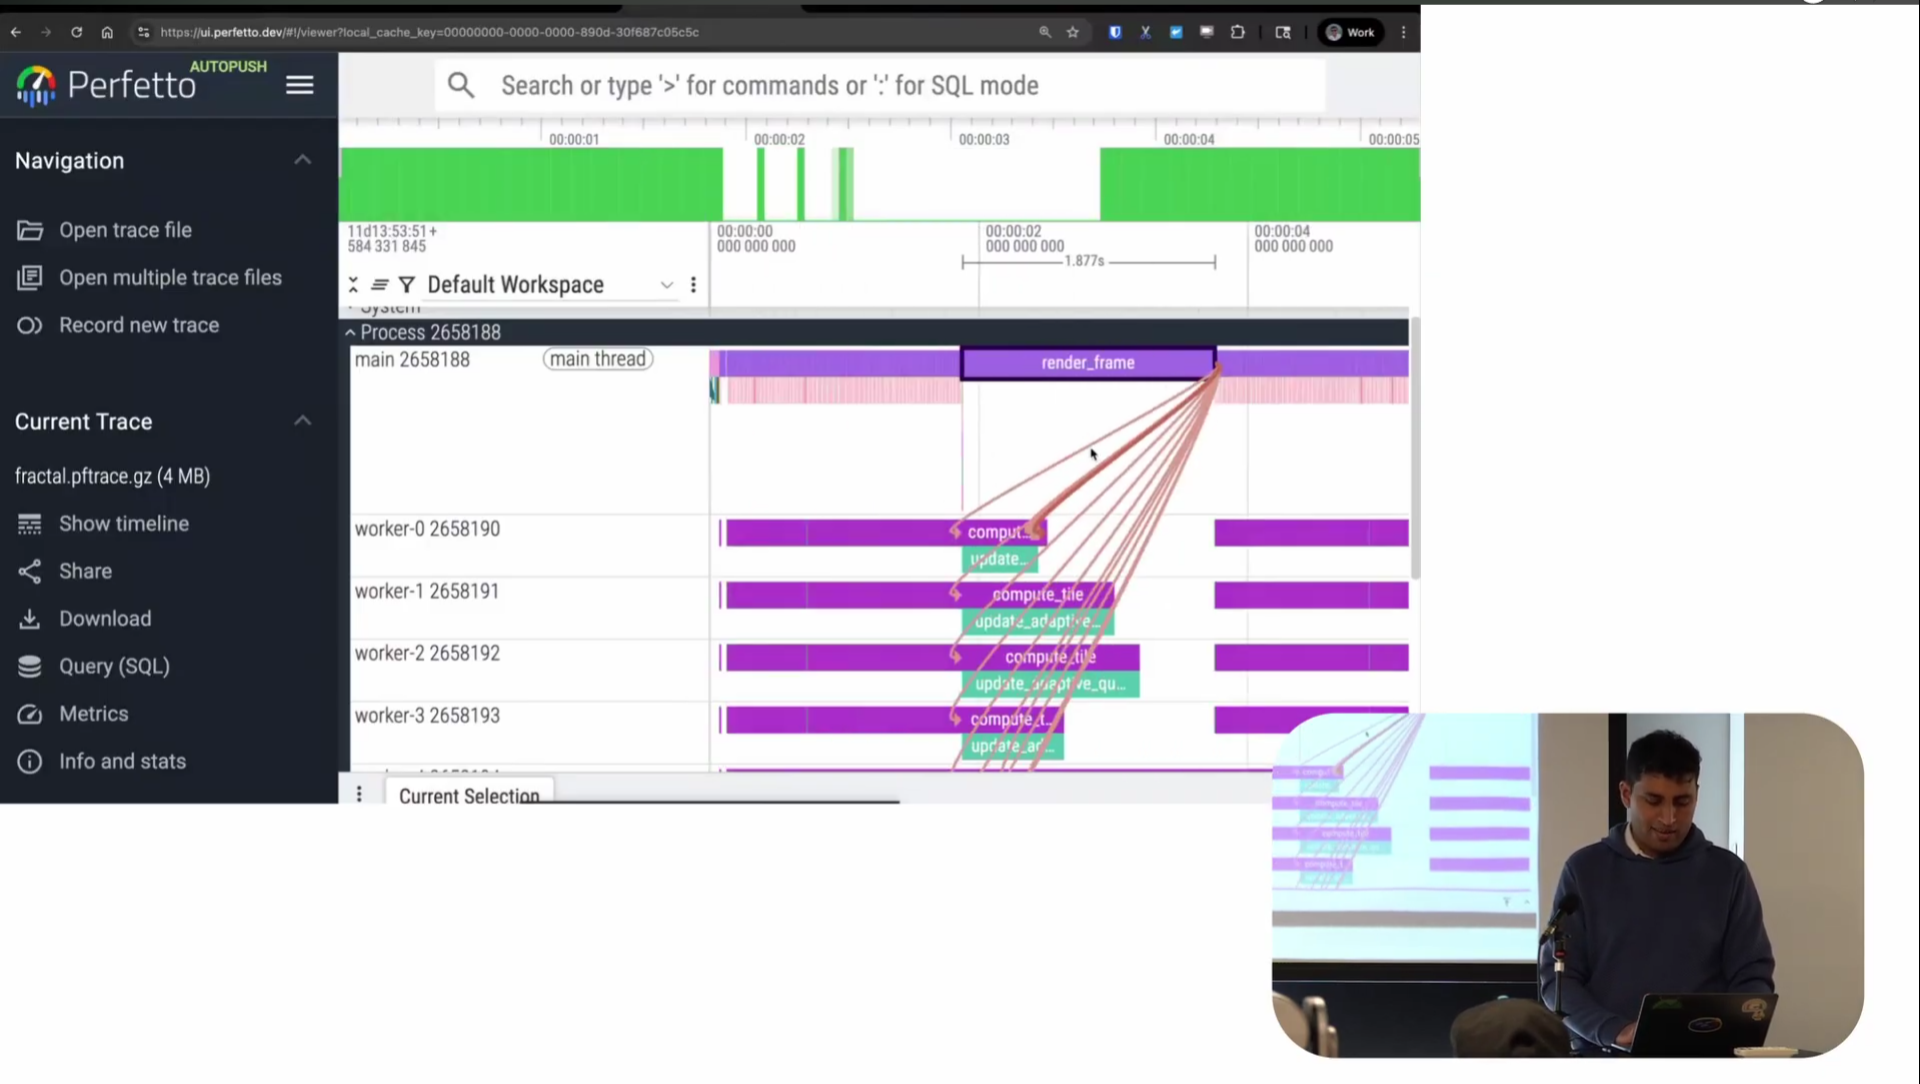 https://ui.perfetto.dev/#!/viewer?local_cache_key=00000000-0000-0000-890d-30f687c05c5c
Work
Perfetto
AUTOPUSH
Search or type '>' for commands or ':' for SQL mode
Navigation
Open trace file
Open multiple trace files
Record new trace
Current Trace
fractal.pftrace.gz (4 MB)
Show timeline
Share
Download
Query (SQL)
Metrics
Info and stats
00:00:01
00:00:02
00:00:03
00:00:04
00:00:05
11d13:53:51+
584 331 845
00:00:00
000 000 000
00:00:02
000 000 000
00:00:04
000 000 000
1.877s
Default Workspace
System
Process 2658188
main 2658188
main thread
render_frame
worker-0 2658190
comput...
update...
worker-1 2658191
compute_tile
update_adaptive...
worker-2 2658192
compute_tile
update_adaptive_qu...
worker-3 2658193
compute_t...
update_ad...
Current Selection